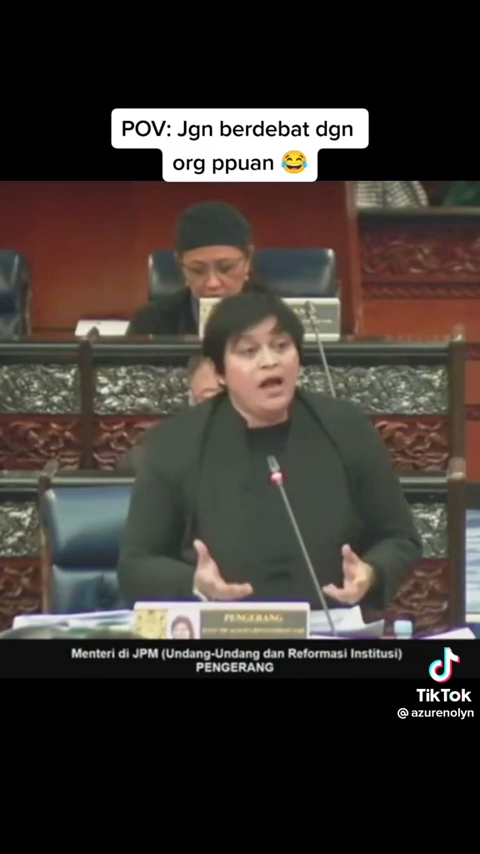 POV: Jgn berdebat dgn
org ppuan 😂
PENGERANG
Menteri di JPM (Undang-Undang dan Reformasi Institusi)
PENGERANG
TikTok
@ azurenolyn